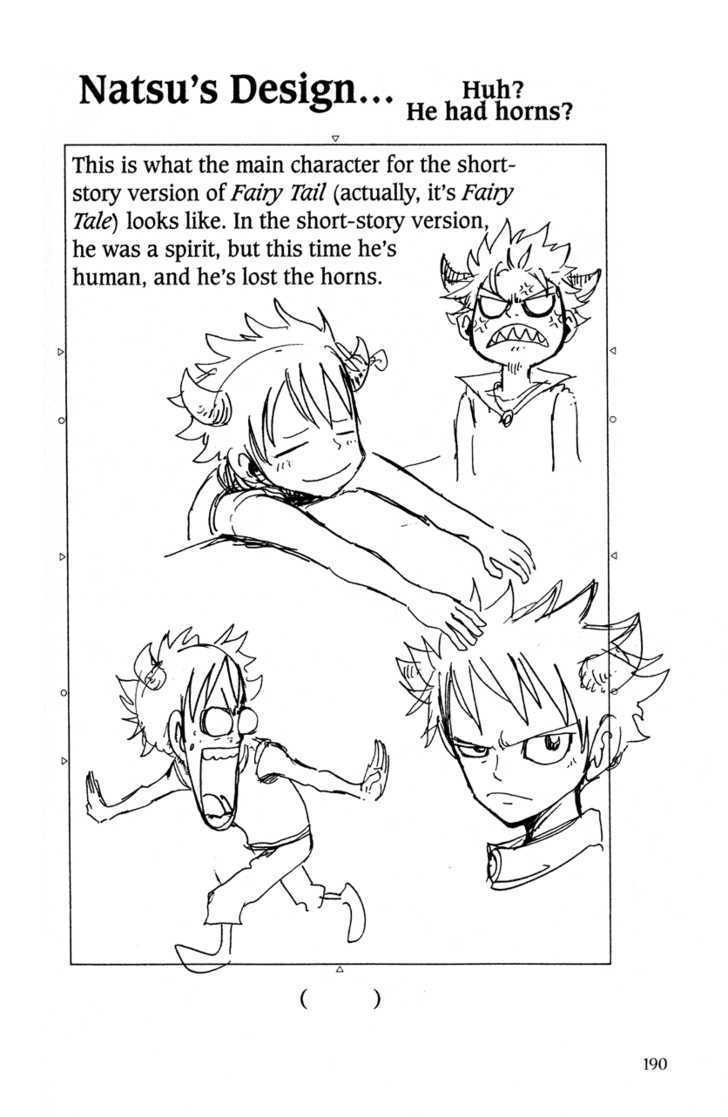 Natsu's Design...
Huh?
He had horns?
This is what the main character for the short-
story version of Fairy Tail (actually, it's Fairy
Tale) looks like. In the short-story version,
he was a spirit, but this time he's
human, and he's lost the horns.
( )
190